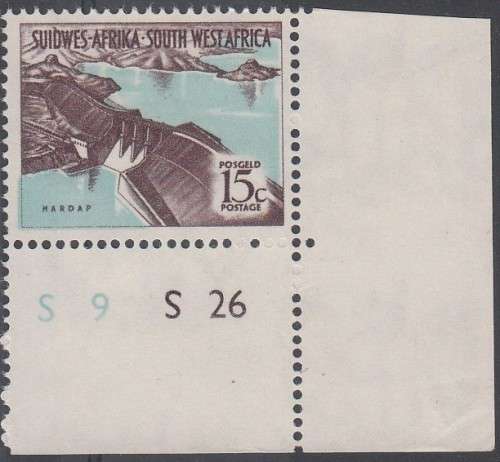 SUIDWES-AFRIKA·SOUTH WEST AFRICA
POSGELD
15c
POSTAGE
HARDAP
S 9 S 26